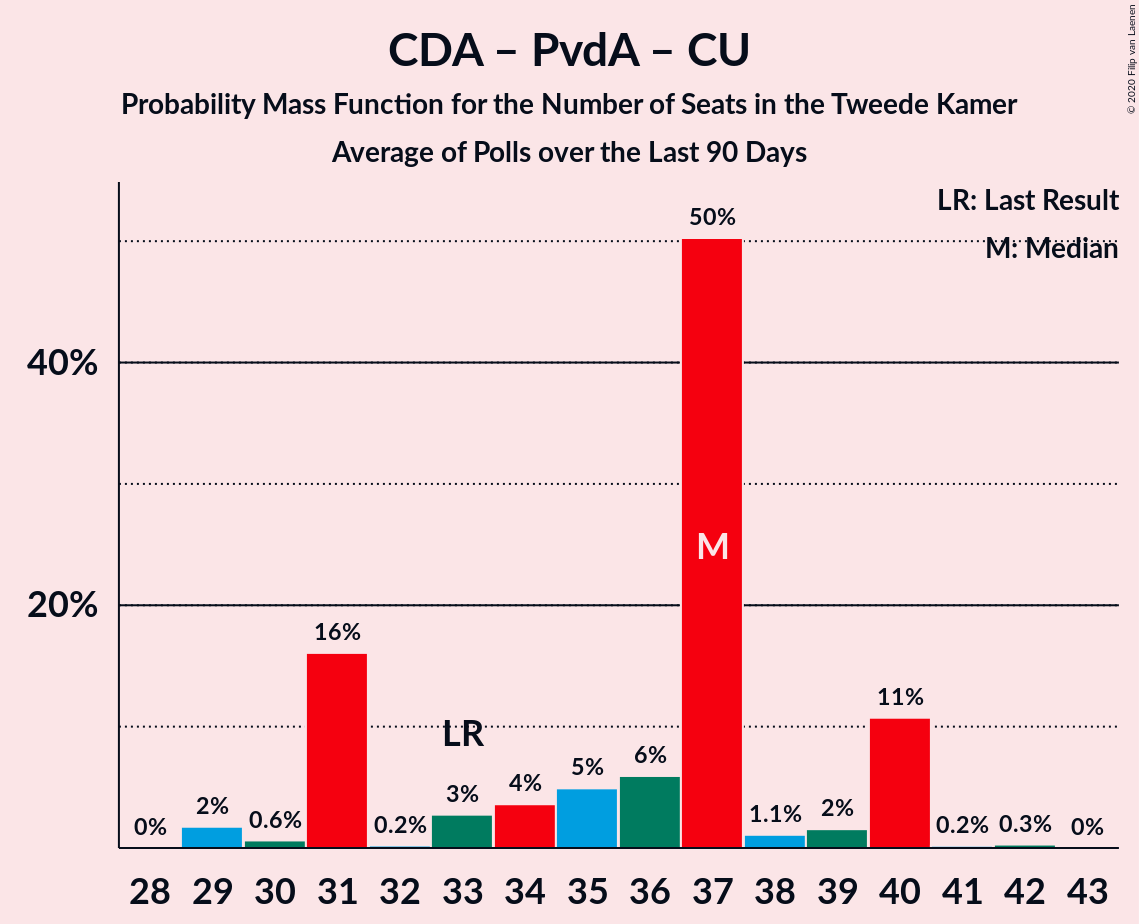 CDA – PvdA – CU
Probability Mass Function for the Number of Seats in the Tweede Kamer
Average of Polls over the Last 90 Days
© 2020 Filip van Laenen
LR: Last Result
M: Median
40%
20%
0%
2%
0.6%
16%
0.2%
3%
LR
4%
5%
6%
50%
M
1.1%
2%
11%
0.2%
0.3%
0%
28 29 30 31 32 33 34 35 36 37 38 39 40 41 42 43